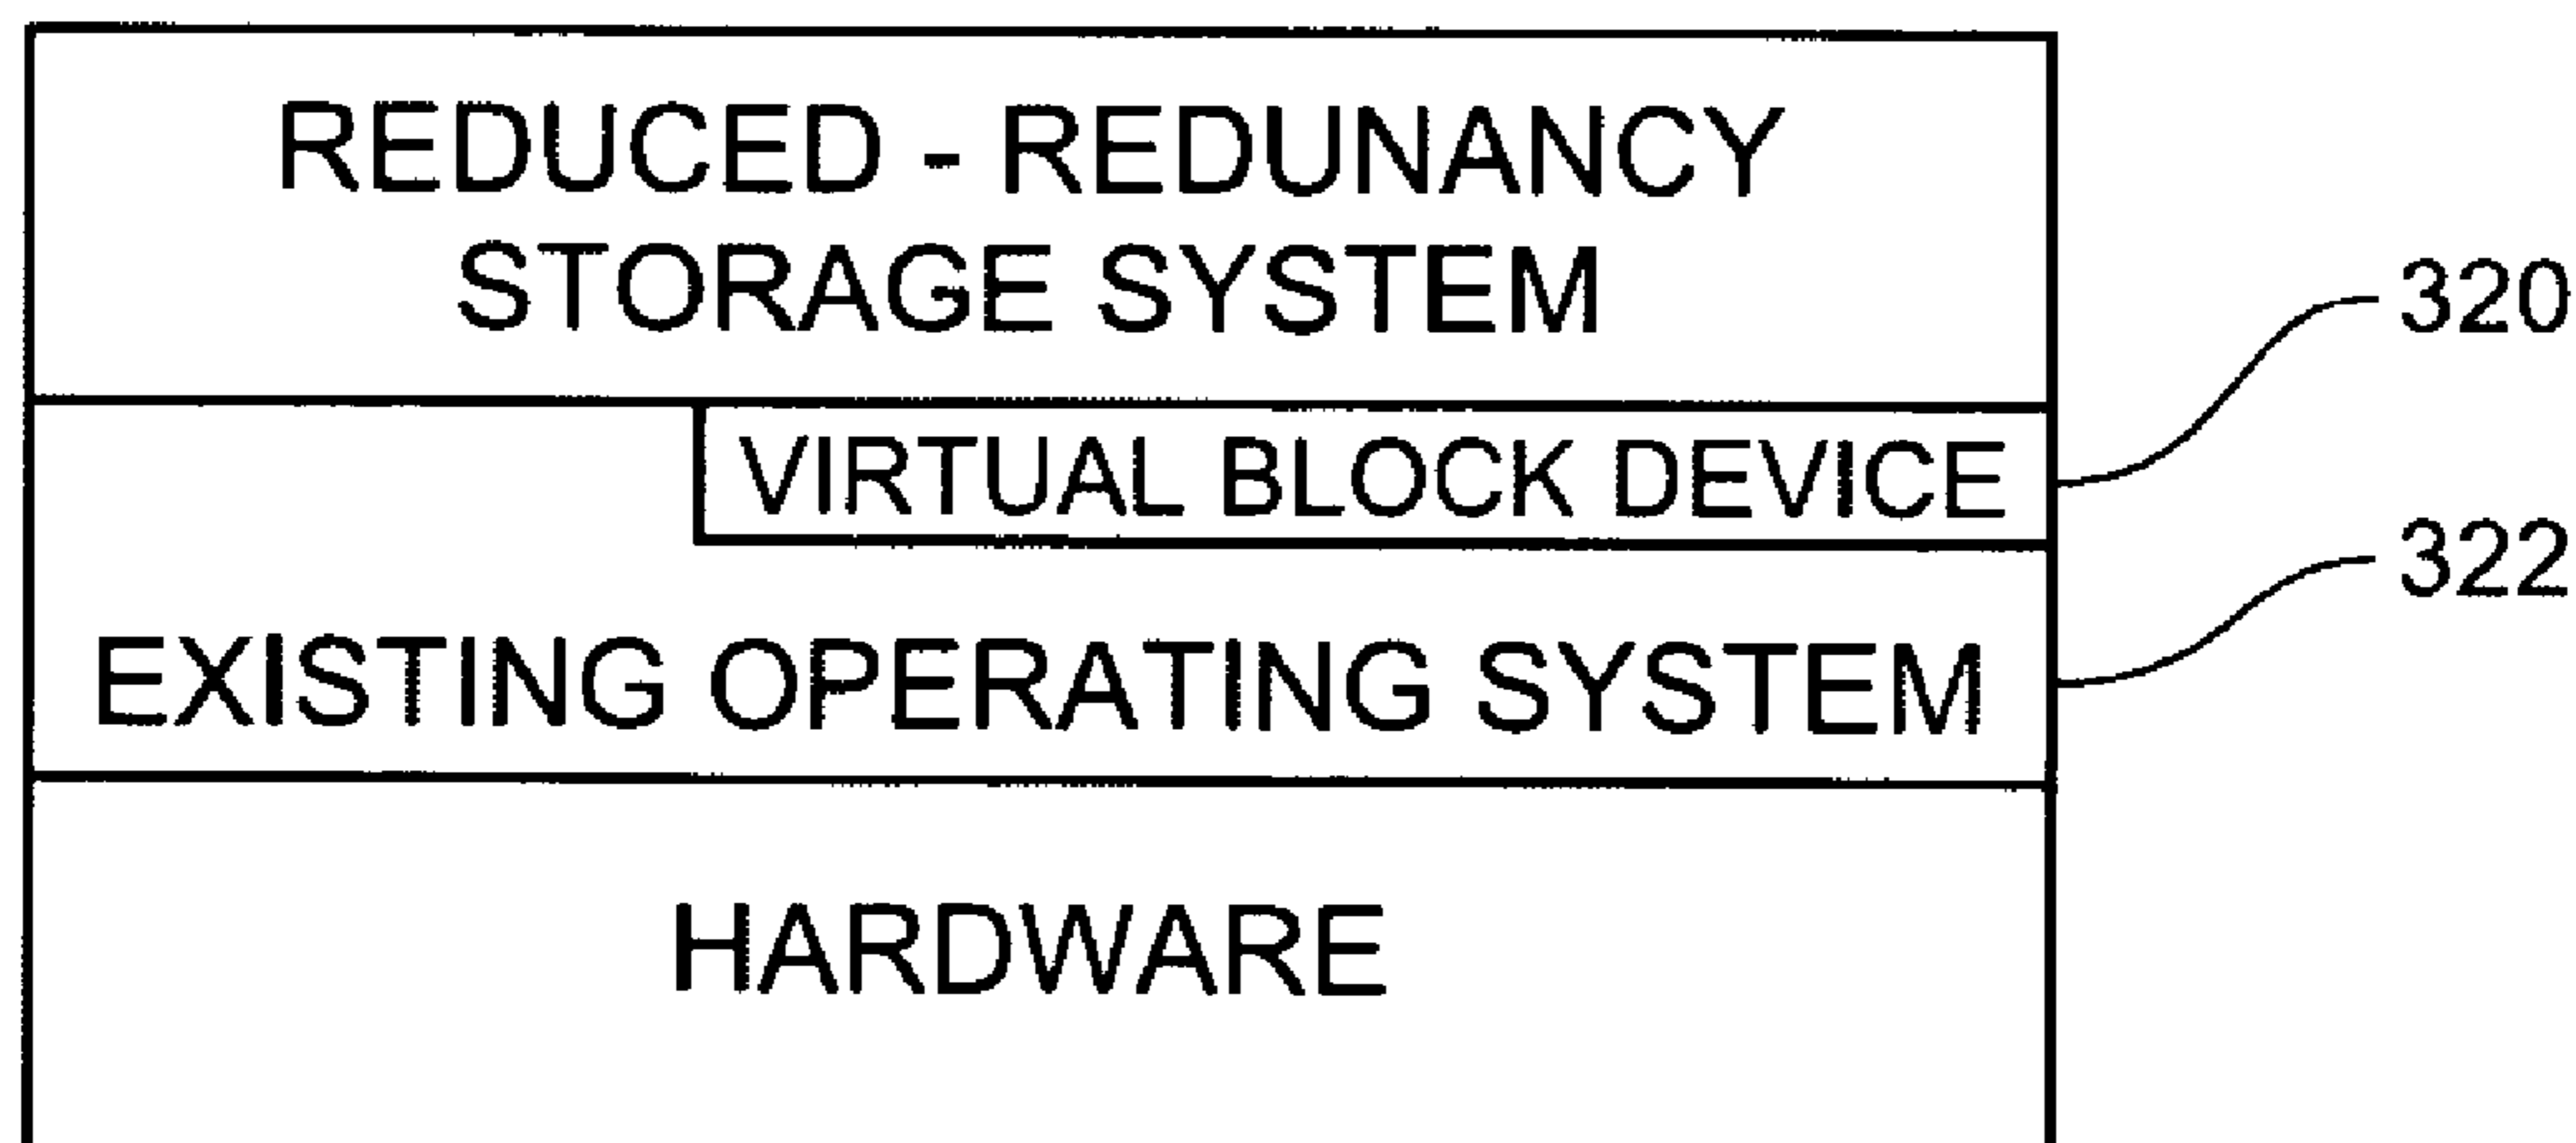 REDUCED - REDUNANCY
STORAGE SYSTEM
320
VIRTUAL BLOCK DEVICE
322
EXISTING OPERATING SYSTEM
HARDWARE